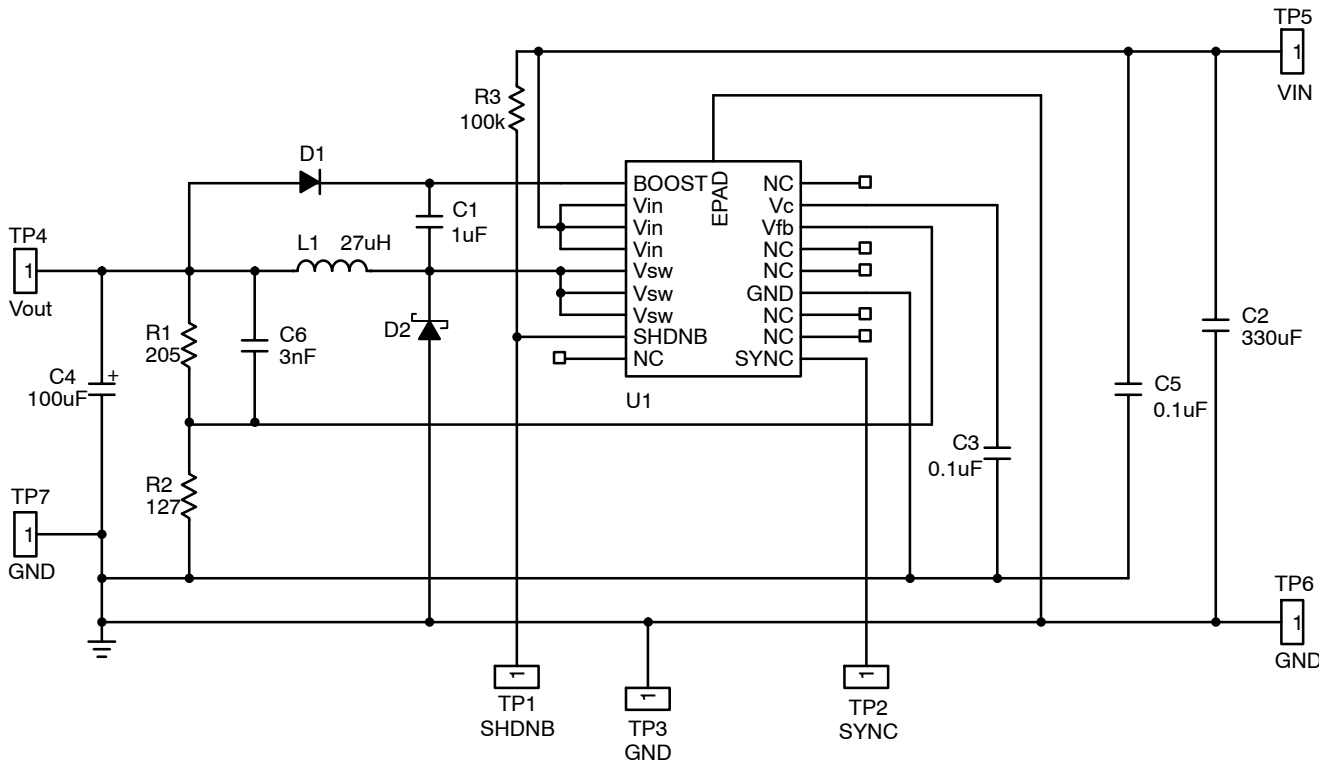 TP5
1
VIN
R3
100k
D1
BOOST
Vin
Vin
Vin
Vsw
Vsw
Vsw
SHDNB
NC
EPAD
NC
Vc
Vfb
NC
NC
GND
NC
NC
SYNC
U1
C1
1uF
TP4
1
Vout
L1 27uH
R1
205
C6
3nF
D2
C4
+
100uF
C2
330uF
C5
0.1uF
C3
0.1uF
R2
127
TP7
1
GND
TP6
1
GND
1
TP1
SHDNB
1
TP3
GND
1
TP2
SYNC